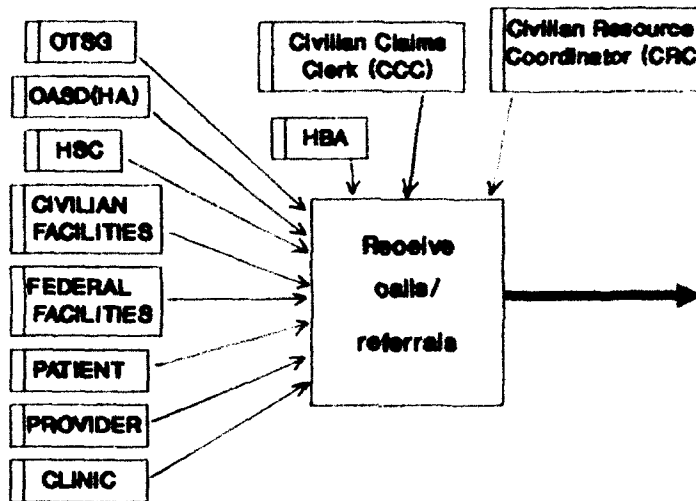 OTSG
OASD(HA)
HSC
CIVILIAN
FACILITIES
FEDERAL
FACILITIES
PATIENT
PROVIDER
CLINIC
Civilian Claims
Clerk (CCC)
Civilian Resource
Coordinator (CRC)
HBA
Receive
calls/
referrals